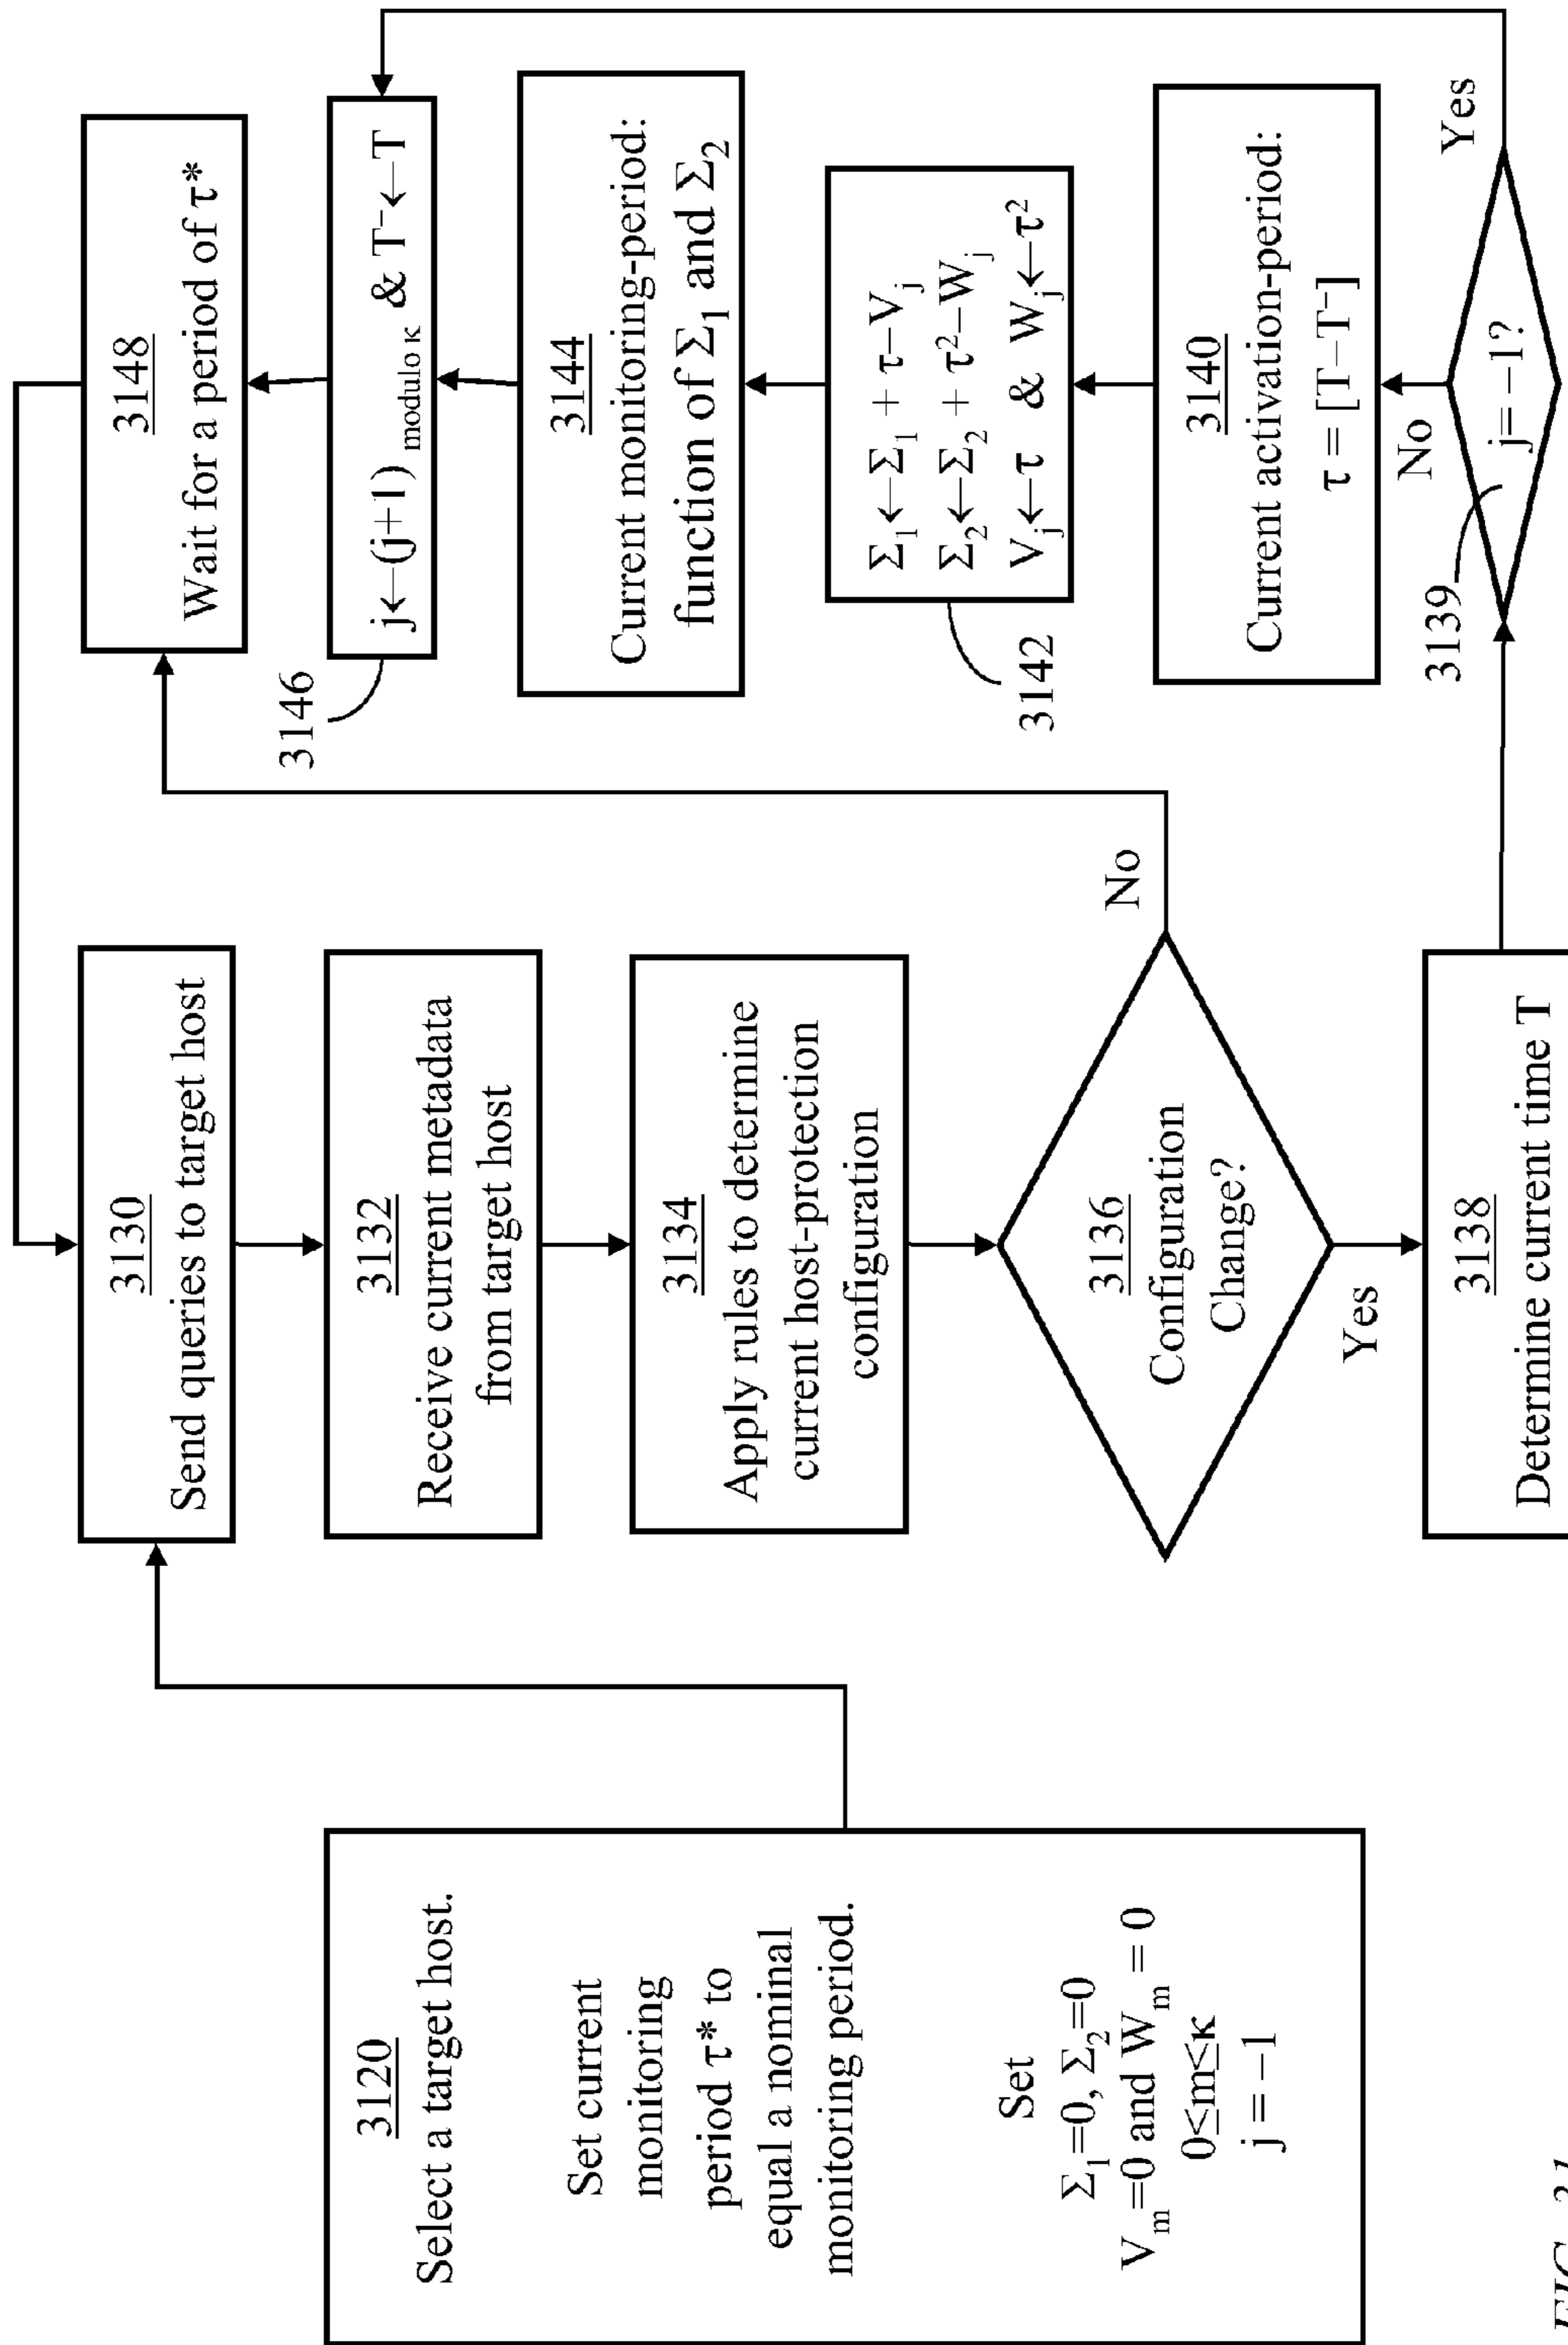 3120
Select a target host.
Set current
monitoring
period τ* to
equal a nominal
monitoring period.
Set
Σ₁=0, Σ₂=0
Vₘ=0 and Wₘ = 0
0≤m≤κ
j = −1
3130
Send queries to target host
3132
Receive current metadata
from target host
3134
Apply rules to determine
current host-protection
configuration
3136
Configuration
Change?
No
Yes
3138
Determine current time T
3139
j= −1?
Yes
No
3140
Current activation-period:
τ = [T−T⁻]
3142
Σ₁←Σ₁ + τ−Vⱼ
Σ₂←Σ₂ + τ²−Wⱼ
Vⱼ←τ & Wⱼ←τ²
3144
Current monitoring-period:
function of Σ₁ and Σ₂
3146
j←(j+1) modulo κ & T⁻←T
3148
Wait for a period of τ*
FIG. 31